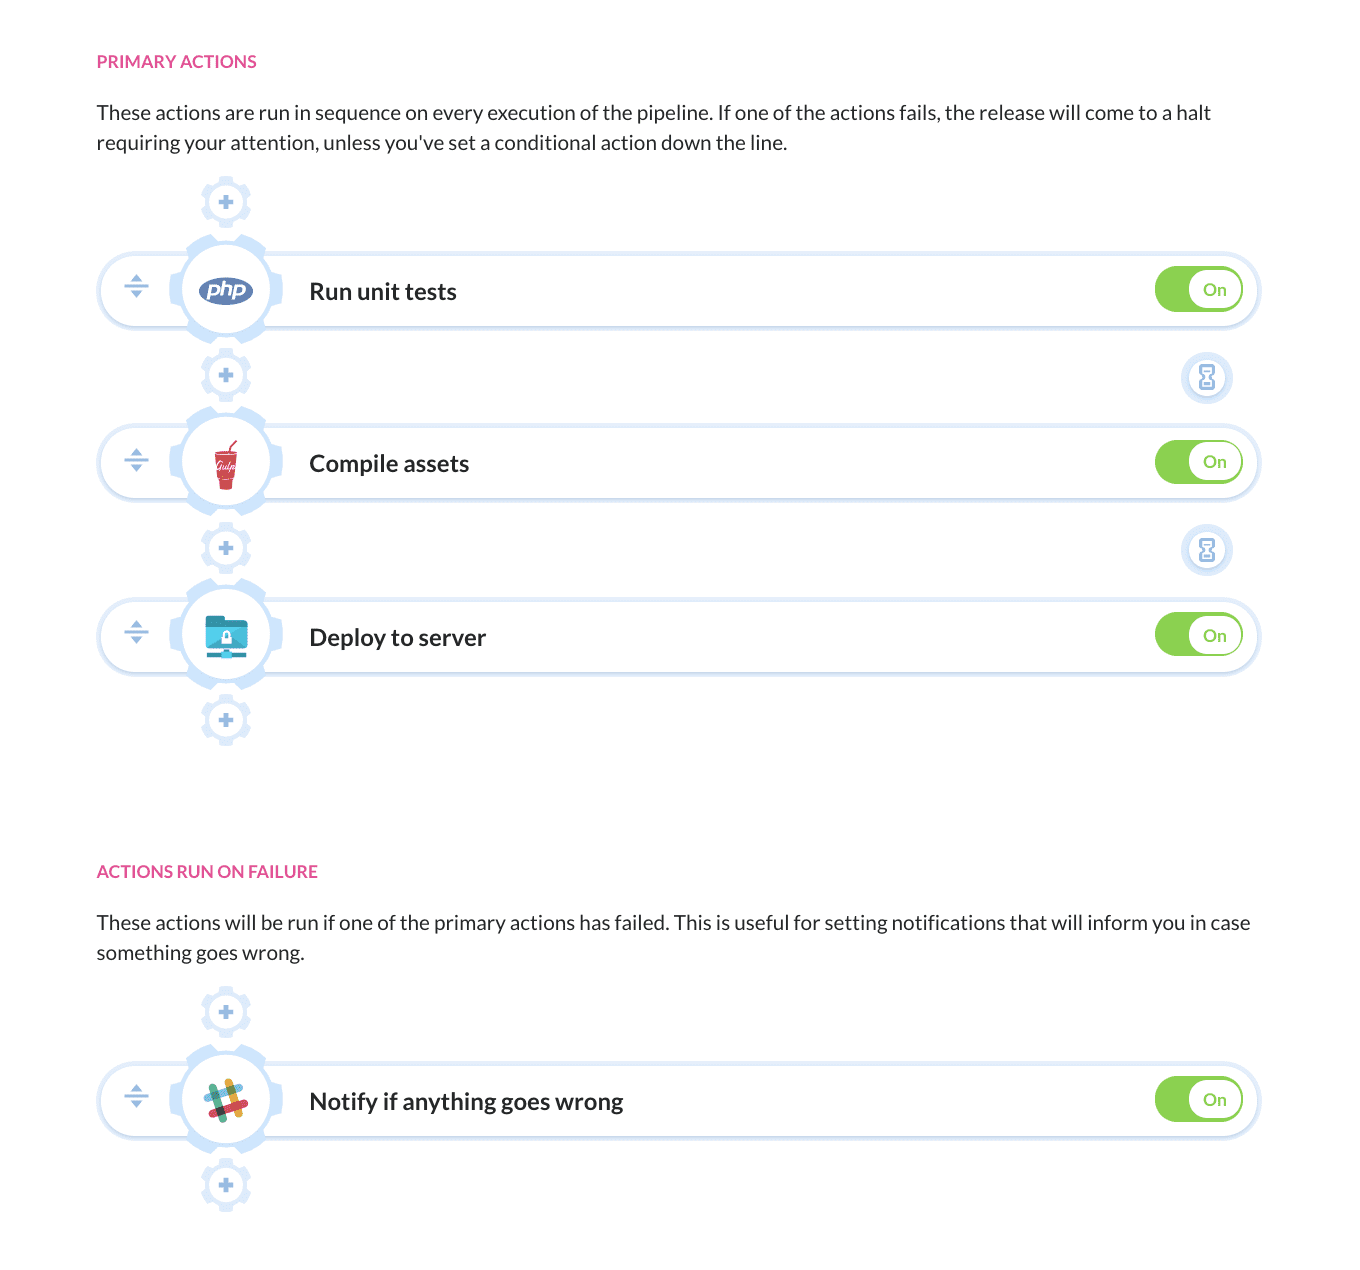 PRIMARY ACTIONS
These actions are run in sequence on every execution of the pipeline. If one of the actions fails, the release will come to a halt
requiring your attention, unless you've set a conditional action down the line.
php
Run unit tests
On
Gulp
Compile assets
On
Deploy to server
On
ACTIONS RUN ON FAILURE
These actions will be run if one of the primary actions has failed. This is useful for setting notifications that will inform you in case
something goes wrong.
Notify if anything goes wrong
On